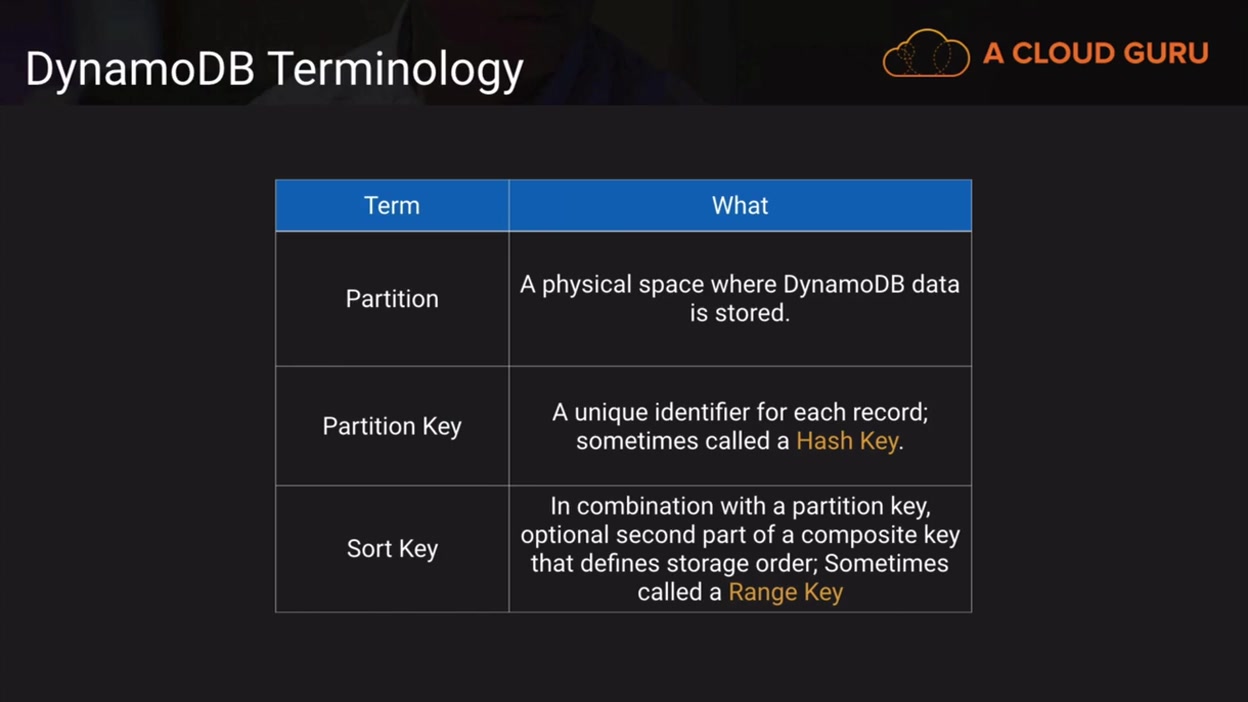 DynamoDB Terminology
A CLOUD GURU
Term
What
Partition
A physical space where DynamoDB data
is stored.
Partition Key
A unique identifier for each record;
sometimes called a Hash Key.
Sort Key
In combination with a partition key,
optional second part of a composite key
that defines storage order; Sometimes
called a Range Key